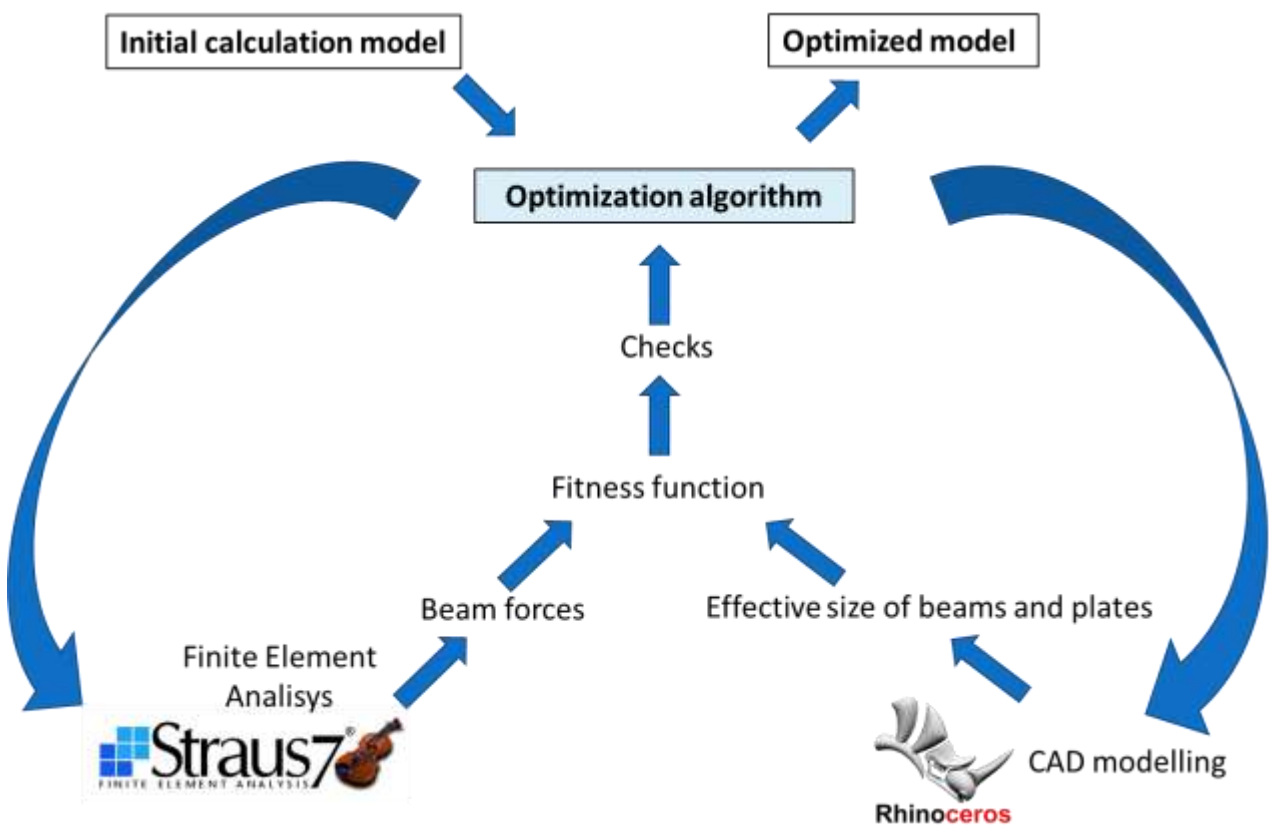 Initial calculation model
Optimized model
Optimization algorithm
Checks
Fitness function
Beam forces
Effective size of beams and plates
Finite Element
Analisys
Straus7®
FINITE ELEMENT ANALYSIS
CAD modelling
Rhinoceros